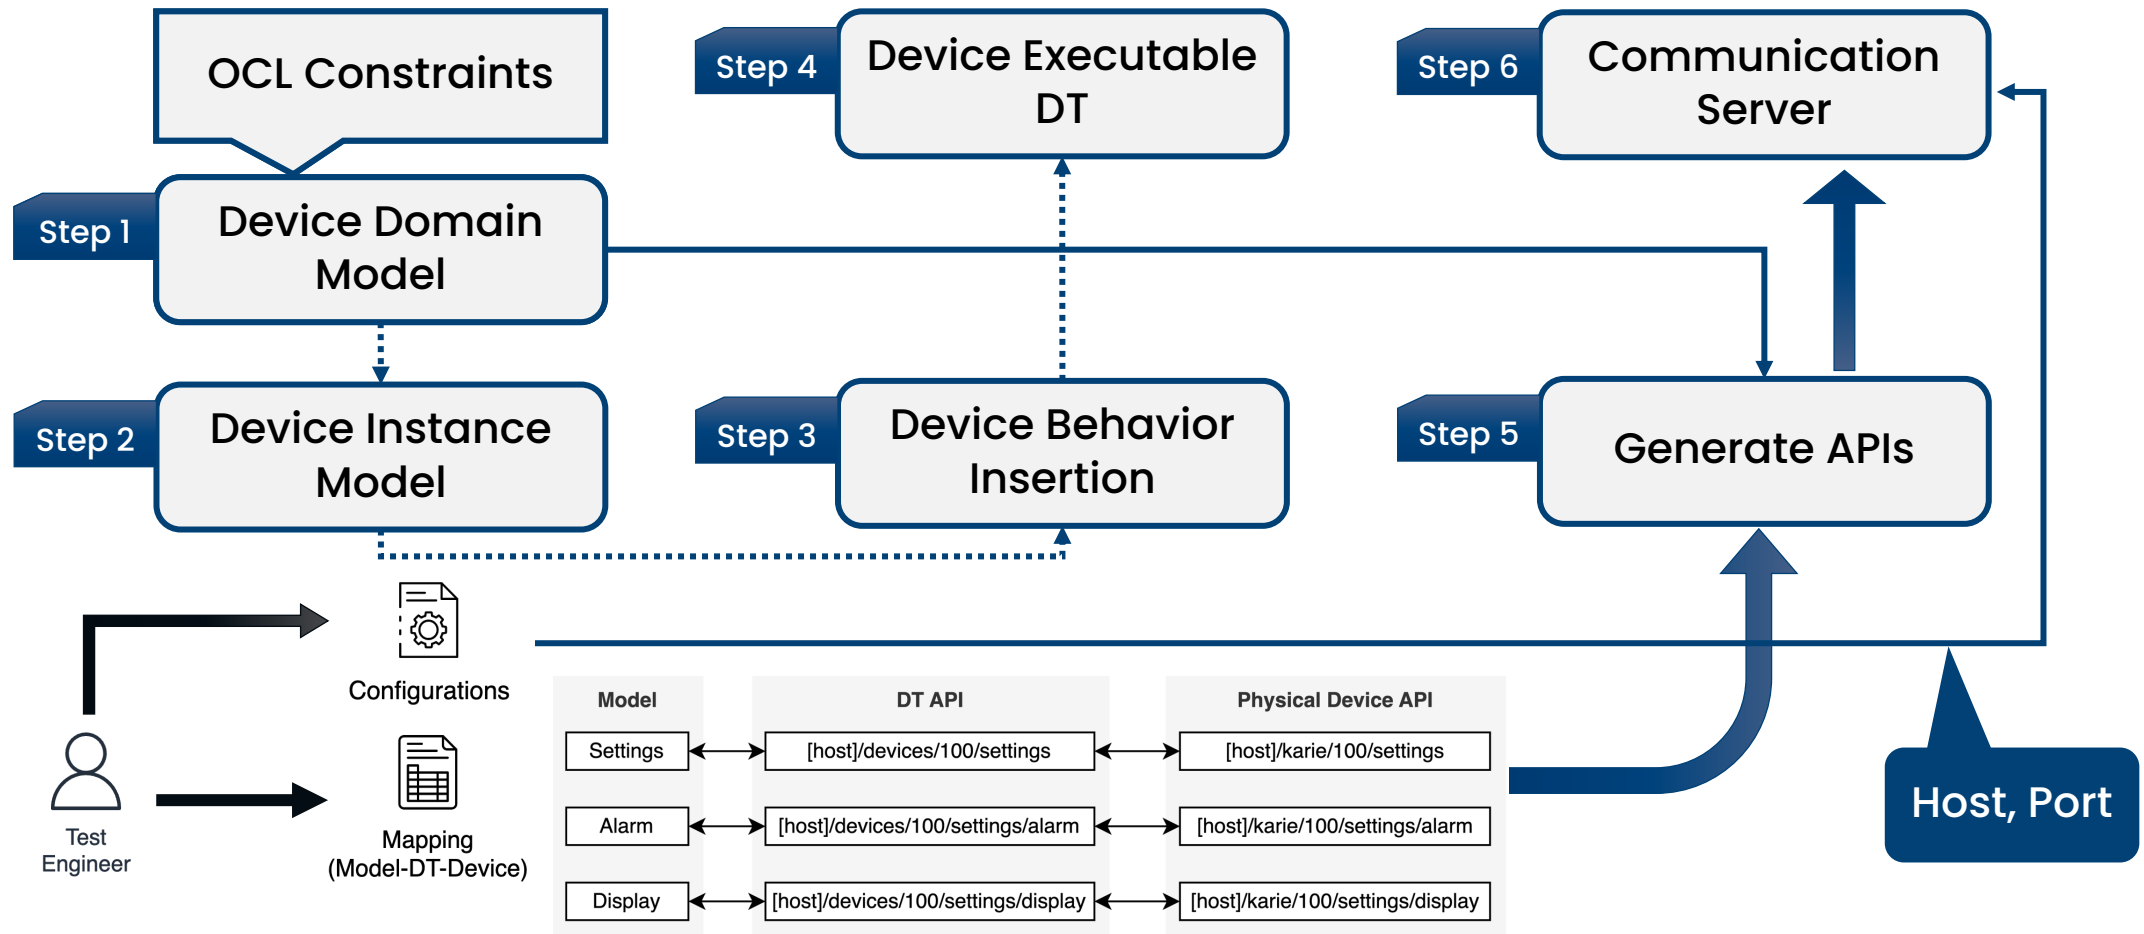 OCL Constraints
Step 1
Device Domain
Model
Step 2
Device Instance
Model
Step 4
Device Executable
DT
Step 3
Device Behavior
Insertion
Step 6
Communication
Server
Step 5
Generate APIs
Configurations
Test
Engineer
Mapping
(Model-DT-Device)
Model
DT API
Physical Device API
Settings
[host]/devices/100/settings
[host]/karie/100/settings
Alarm
[host]/devices/100/settings/alarm
[host]/karie/100/settings/alarm
Display
[host]/devices/100/settings/display
[host]/karie/100/settings/display
Host, Port